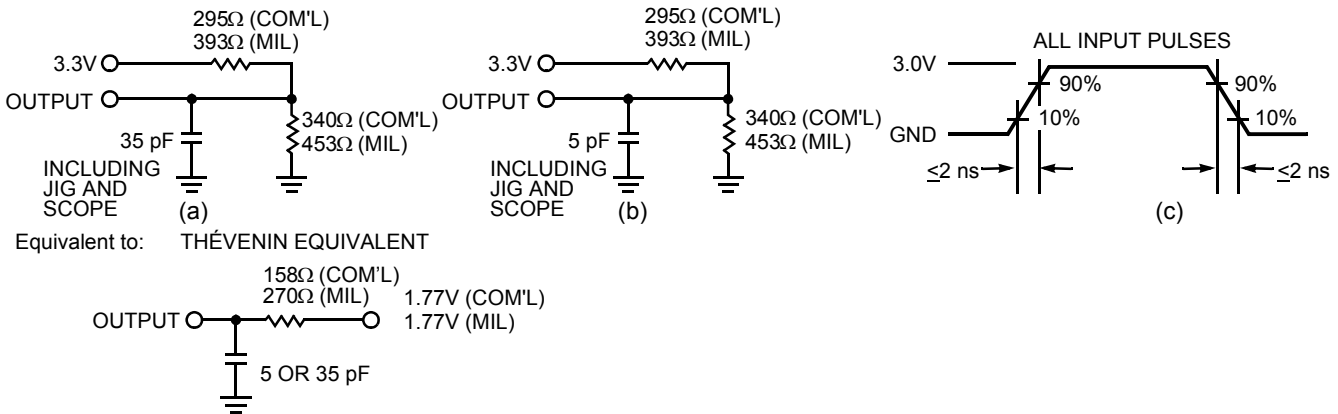 295Ω (COM'L)
393Ω (MIL)
3.3V
OUTPUT
35 pF
340Ω (COM'L)
453Ω (MIL)
INCLUDING
JIG AND
SCOPE
(a)
295Ω (COM'L)
393Ω (MIL)
3.3V
OUTPUT
5 pF
340Ω (COM'L)
453Ω (MIL)
INCLUDING
JIG AND
SCOPE
(b)
ALL INPUT PULSES
3.0V
90%
10%
GND
≤2 ns
90%
10%
≤2 ns
(c)
Equivalent to: THÉVENIN EQUIVALENT
158Ω (COM'L)
270Ω (MIL)
1.77V (COM'L)
1.77V (MIL)
OUTPUT
5 OR 35 pF